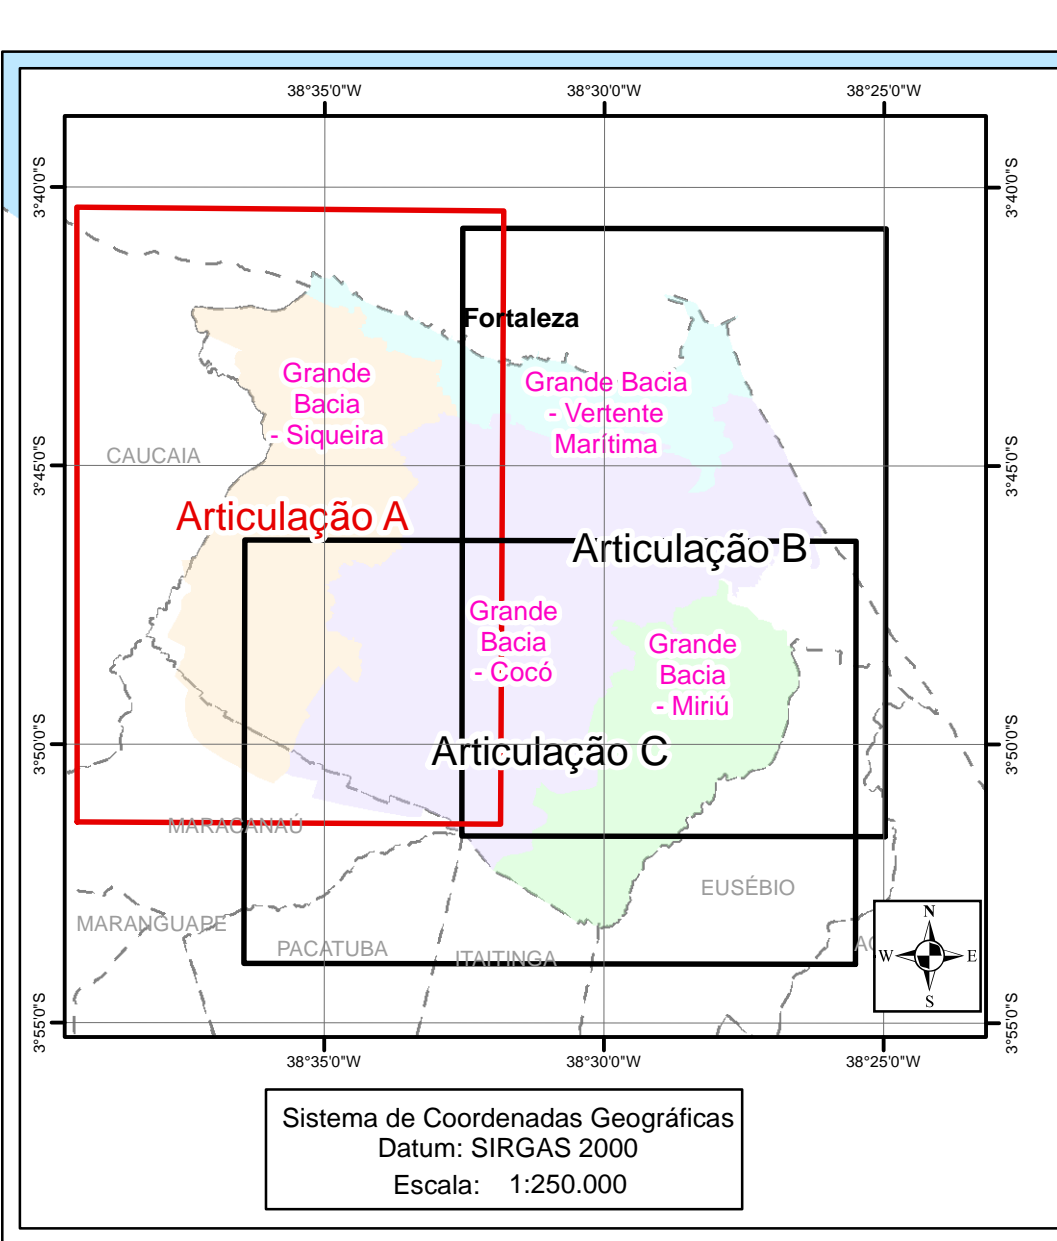 38°35'0"W
38°30'0"W
38°25'0"W
3°40'0"S
3°40'0"S
Fortaleza
Grande
Bacia
- Siqueira
Grande Bacia
- Vertente
Marítima
CAUCAIA
3°45'0"S
3°45'0"S
Articulação A
Articulação B
Grande
Bacia
- Cocó
Grande
Bacia
- Miriú
3°50'0"S
3°50'0"S
Articulação C
MARACANAÚ
EUSÉBIO
MARANGUAPE
PACATUBA
ITAITINGA
N
W
E
S
3°55'0"S
3°55'0"S
38°35'0"W
38°30'0"W
38°25'0"W
Sistema de Coordenadas Geográficas
Datum: SIRGAS 2000
Escala: 1:250.000